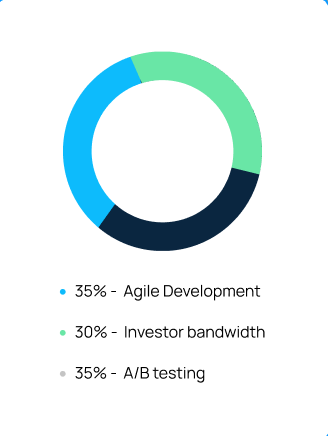 35% - Agile Development
30% - Investor bandwidth
35% - A/B testing